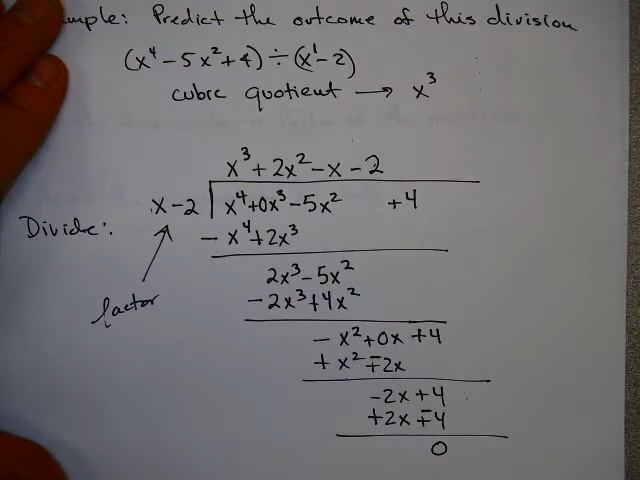 mple: Predict the outcome of this division
(x⁴ - 5x² + 4) ÷ (x¹ - 2)
cubic quotient → x³
x³ + 2x² - x - 2
x - 2 x⁴ + 0x³ - 5x² + 4
Divide:
- x⁴ + 2x³
factor
2x³ - 5x²
- 2x³ + 4x²
- x² + 0x + 4
+ x² ∓ 2x
- 2x + 4
+ 2x ∓ 4
0